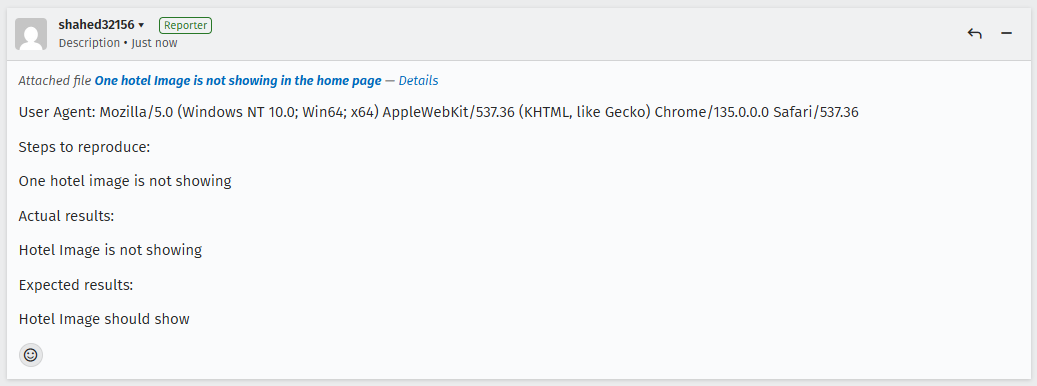 shahed32156 Reporter
Description • Just now
Attached file One hotel Image is not showing in the home page — Details
User Agent: Mozilla/5.0 (Windows NT 10.0; Win64; x64) AppleWebKit/537.36 (KHTML, like Gecko) Chrome/135.0.0.0 Safari/537.36
Steps to reproduce:
One hotel image is not showing
Actual results:
Hotel Image is not showing
Expected results:
Hotel Image should show